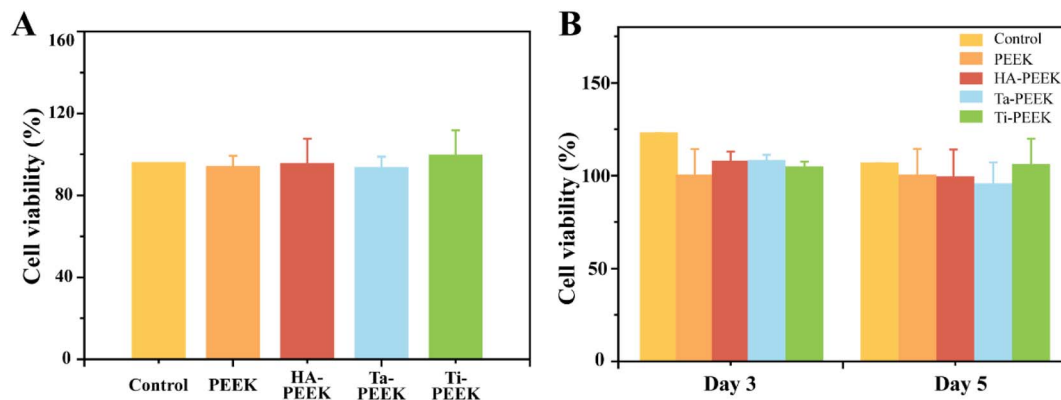 A
Cell viability (%)
160
120
80
40
0
Control
PEEK
HA-
PEEK
Ta-
PEEK
Ti-
PEEK
B
Cell viability (%)
150
100
50
0
Control
PEEK
HA-PEEK
Ta-PEEK
Ti-PEEK
Day 3
Day 5